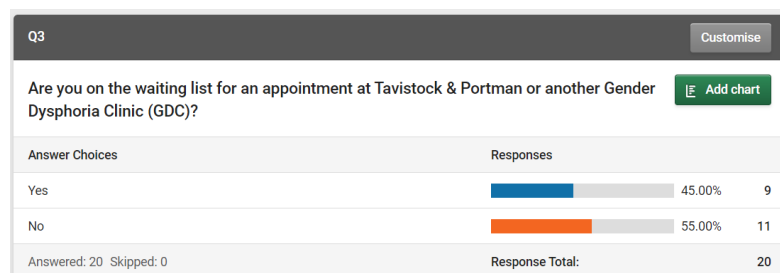 Q3
Customise
Are you on the waiting list for an appointment at Tavistock & Portman or another Gender
Dysphoria Clinic (GDC)?
Add chart
Answer Choices Responses
Yes 45.00% 9
No 55.00% 11
Answered: 20 Skipped: 0 Response Total: 20